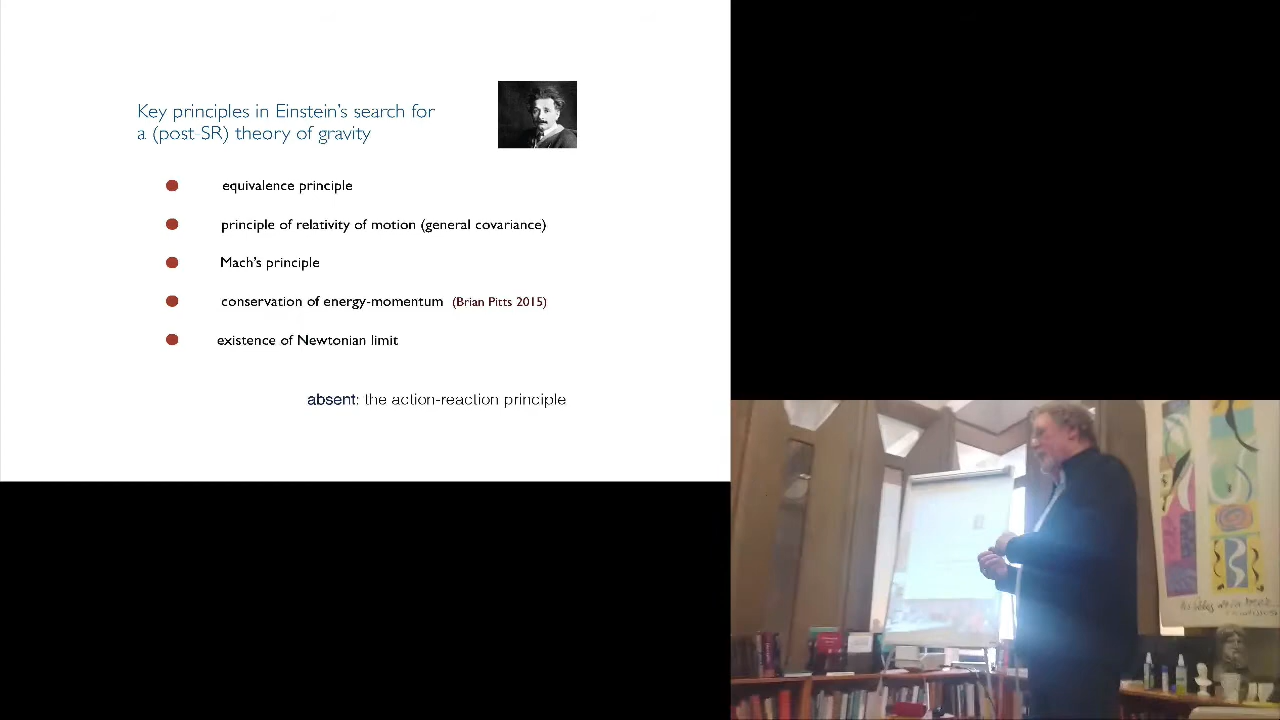 Key principles in Einstein's search for
a (post-SR) theory of gravity
equivalence principle
principle of relativity of motion (general covariance)
Mach's principle
conservation of energy-momentum (Brian Pitts 2015)
existence of Newtonian limit
absent: the action-reaction principle